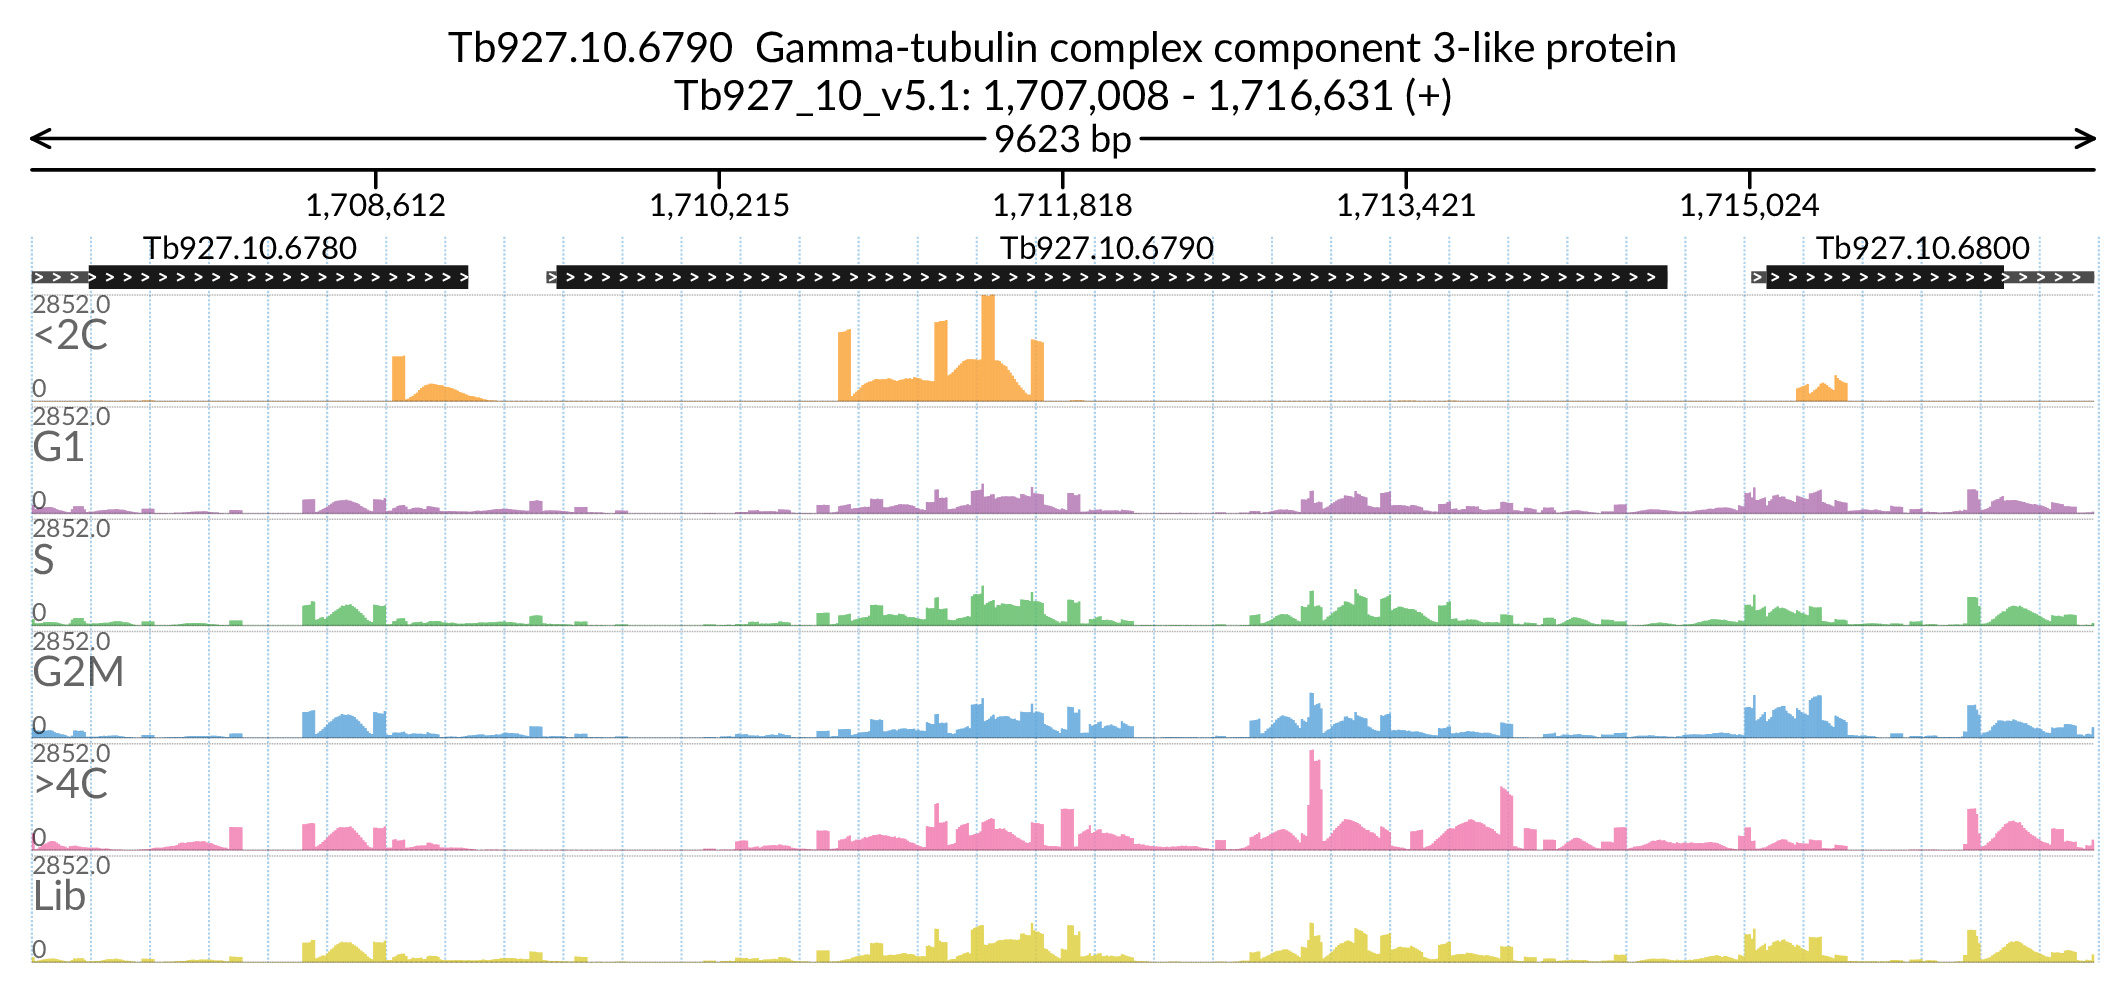 Tb927.10.6790  Gamma-tubulin complex component 3-like protein
Tb927_10_v5.1: 1,707,008 - 1,716,631 (+)
9623 bp
1,708,612 1,710,215 1,711,818 1,713,421 1,715,024
Tb927.10.6780 Tb927.10.6790 Tb927.10.6800
2852.0
<2C
0
2852.0
G1
0
2852.0
S
0
2852.0
G2M
0
2852.0
>4C
0
2852.0
Lib
0